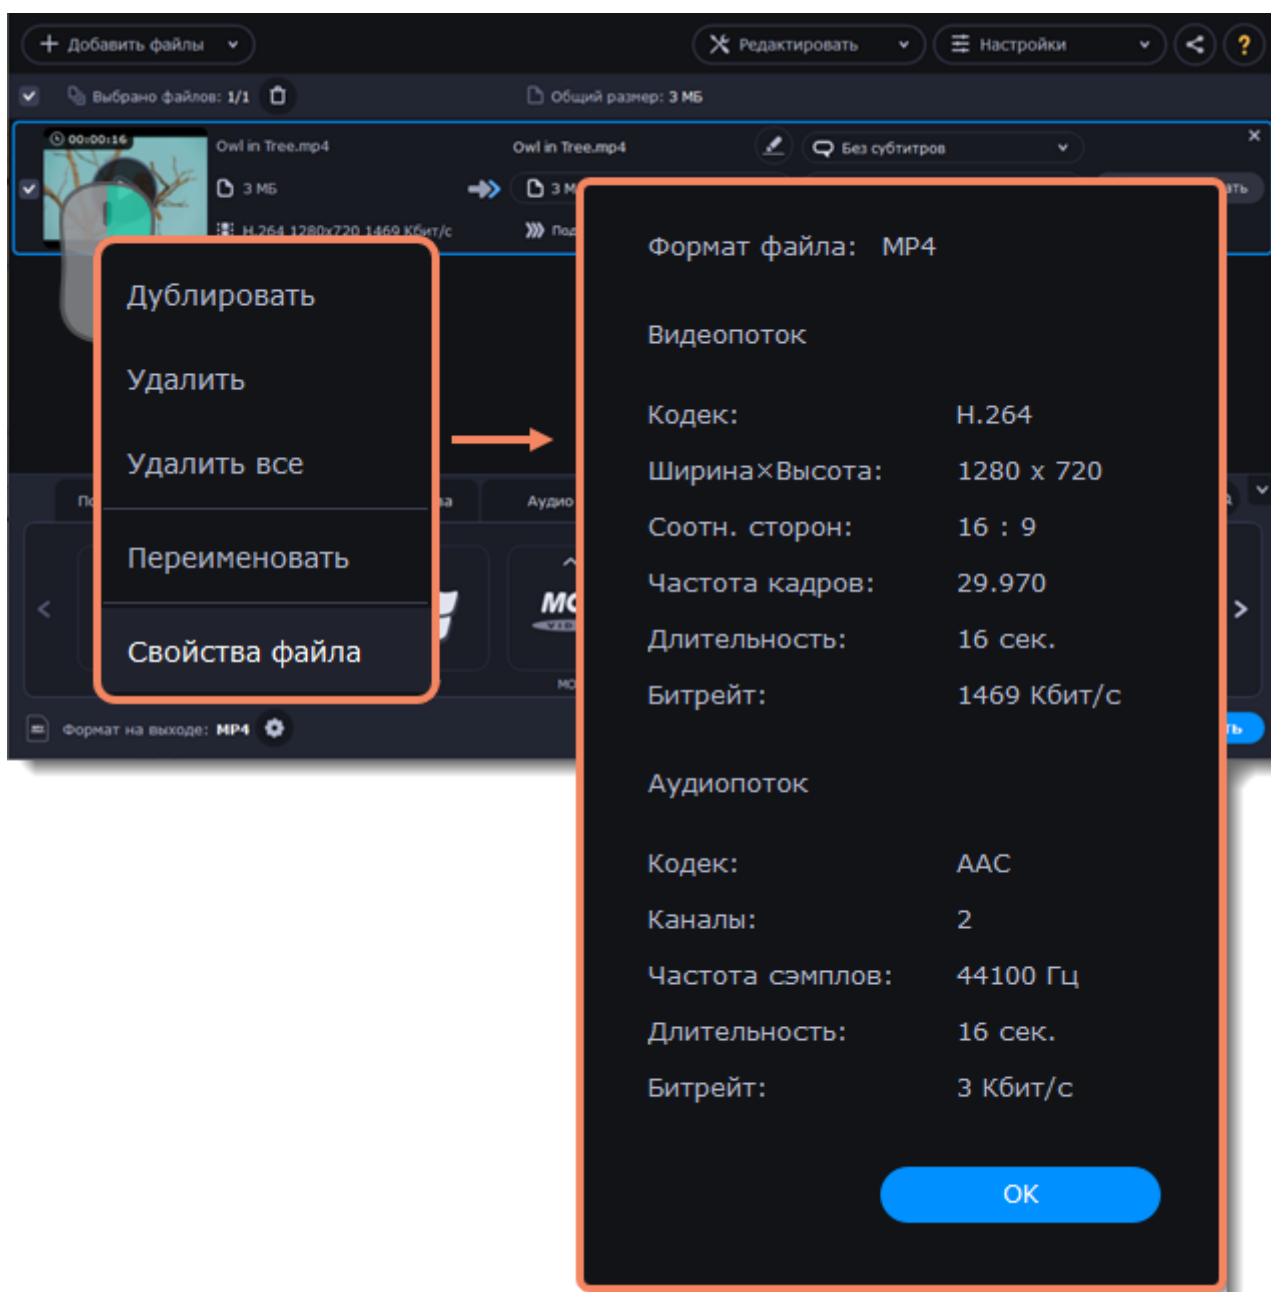 Добавить файлы
Редактировать
Настройки
?
Выбрано файлов: 1/1
Общий размер: 3 МБ
00:00:16
Owl in Tree.mp4
Owl in Tree.mp4
Без субтитров
3 МБ
3 М
ать
H.264 1280x720 1469 Кбит/с
Дублировать
Удалить
Удалить все
Переименовать
Свойства файла
Аудио
VID
Формат на выходе: MP4
ть
Формат файла: MP4
Видеопоток
Кодек: H.264
Ширина×Высота: 1280 x 720
Соотн. сторон: 16 : 9
Частота кадров: 29.970
Длительность: 16 сек.
Битрейт: 1469 Кбит/с
Аудиопоток
Кодек: AAC
Каналы: 2
Частота сэмплов: 44100 Гц
Длительность: 16 сек.
Битрейт: 3 Кбит/с
OK